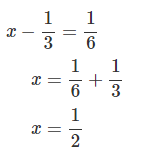 x − 1/3 = 1/6
x = 1/6 + 1/3
x = 1/2